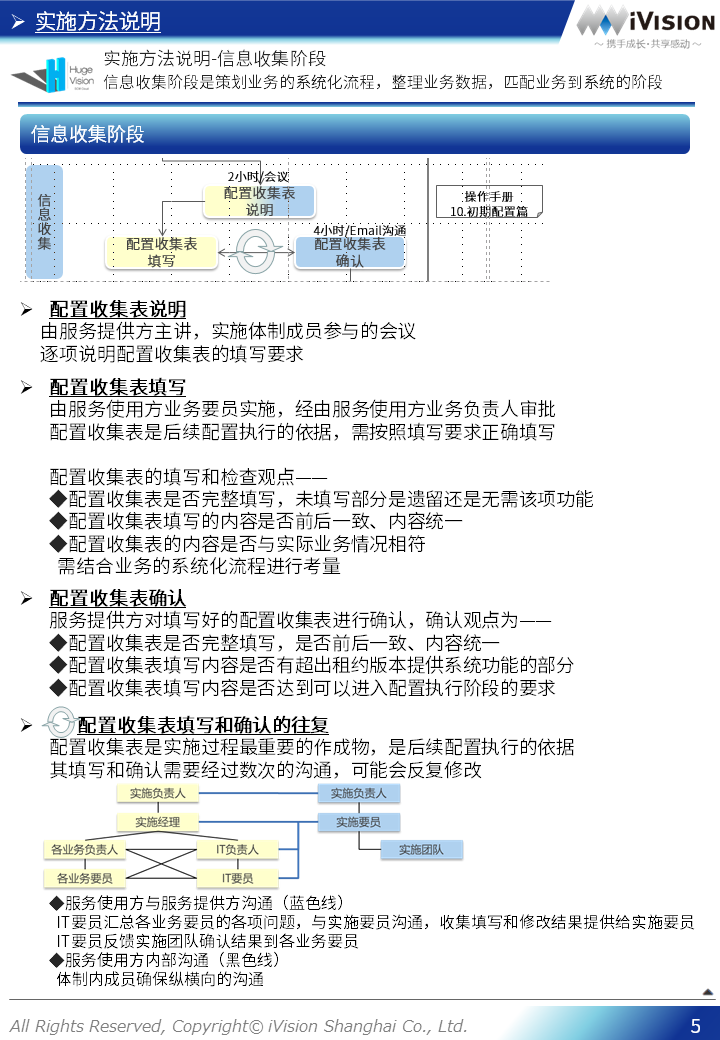 ➢ 实施方法说明
iVision
～携手成长·共享感动～
Huge
Vision
实施方法说明-信息收集阶段
信息收集阶段是策划业务的系统化流程，整理业务数据，匹配业务到系统的阶段
信息收集阶段
信息收集
2小时/会议
配置收集表
说明
操作手册
10.初期配置篇
4小时/Email沟通
配置收集表
填写
配置收集表
确认
➢ 配置收集表说明
由服务提供方主讲，实施体制成员参与的会议
逐项说明配置收集表的填写要求
➢ 配置收集表填写
由服务使用方业务要员实施，经由服务使用方业务负责人审批
配置收集表是后续配置执行的依据，需按照填写要求正确填写
配置收集表的填写和检查观点——
◆配置收集表是否完整填写，未填写部分是遗留还是无需该项功能
◆配置收集表填写的内容是否前后一致、内容统一
◆配置收集表的内容是否与实际业务情况相符
需结合业务的系统化流程进行考量
➢ 配置收集表确认
服务提供方对填写好的配置收集表进行确认，确认观点为——
◆配置收集表是否完整填写，是否前后一致、内容统一
◆配置收集表填写内容是否有超出租约版本提供系统功能的部分
◆配置收集表填写内容是否达到可以进入配置执行阶段的要求
➢ 配置收集表填写和确认的往复
配置收集表是实施过程最重要的作成物，是后续配置执行的依据
其填写和确认需要经过数次的沟通，可能会反复修改
实施负责人
实施负责人
实施经理
实施要员
各业务负责人
IT负责人
实施团队
各业务要员
IT要员
◆服务使用方与服务提供方沟通（蓝色线）
IT要员汇总各业务要员的各项问题，与实施要员沟通，收集填写和修改结果提供给实施要员
IT要员反馈实施团队确认结果到各业务要员
◆服务使用方内部沟通（黑色线）
体制内成员确保纵横向的沟通
All Rights Reserved, Copyright© iVision Shanghai Co., Ltd.
5